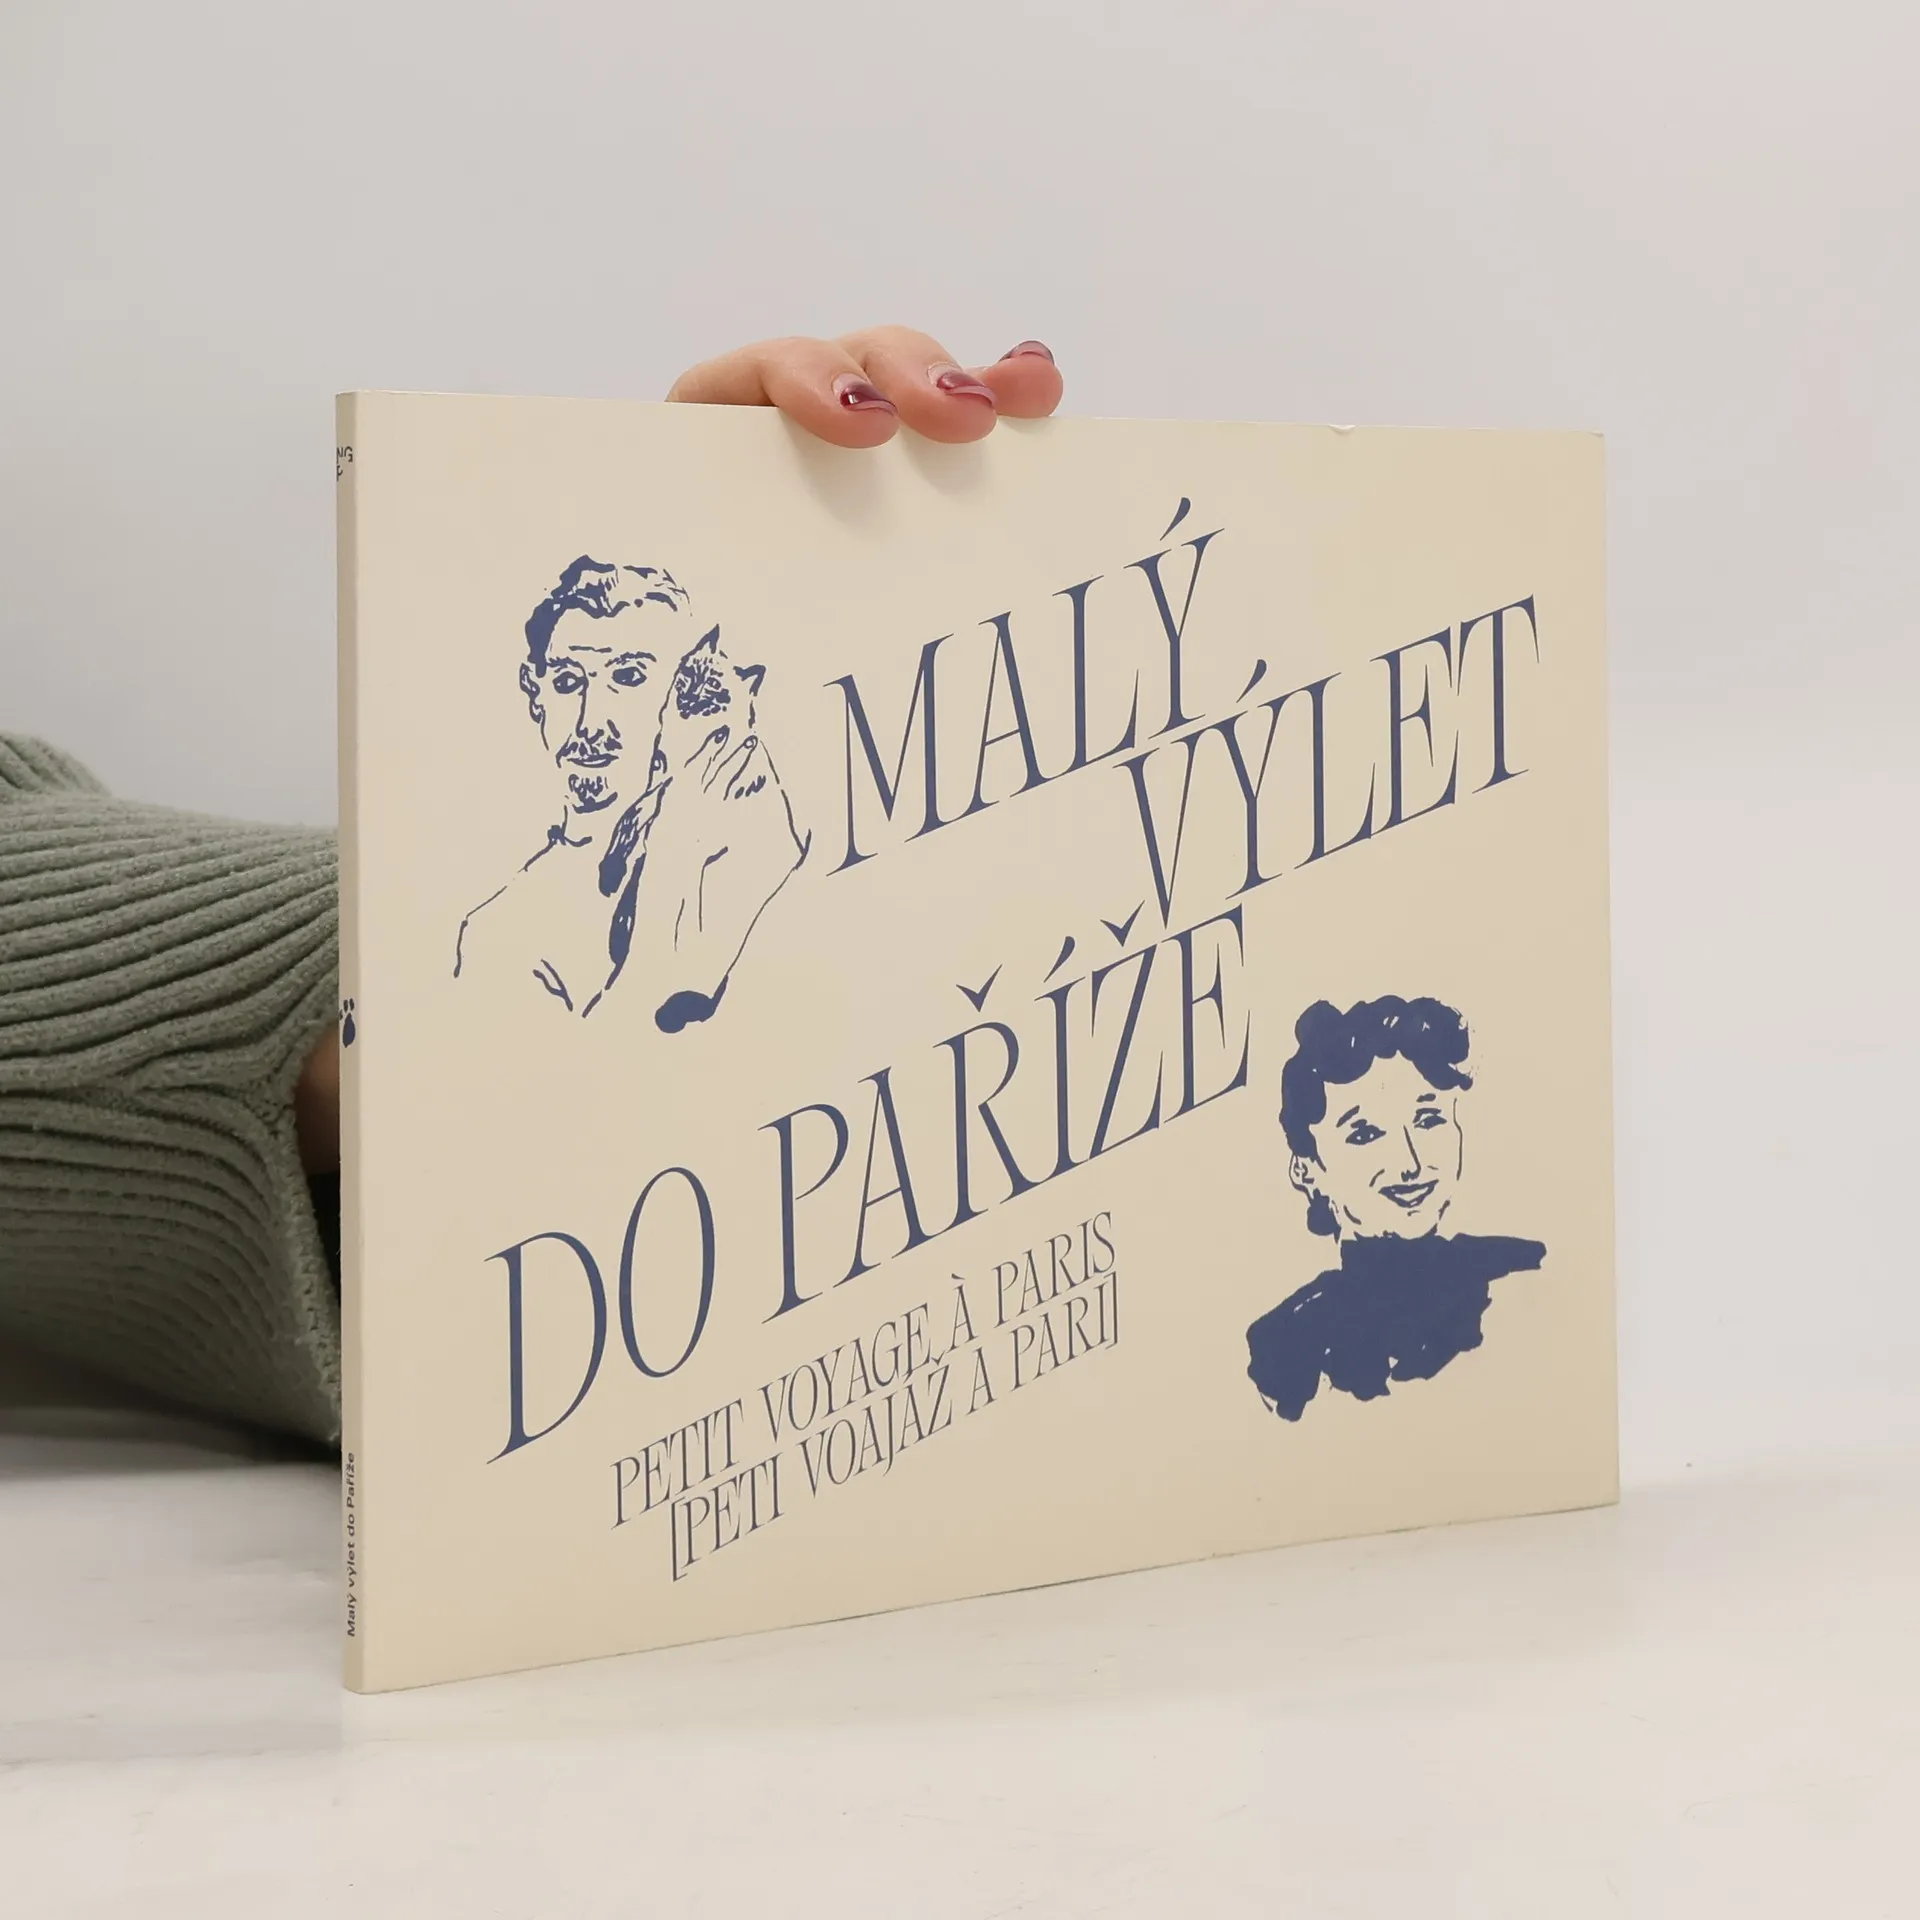 MALÝ
VÝLET
DO PAŘÍŽE
PETIT VOYAGE À PARIS
[PETI VOAJÁŽ A PARI]
Malý výlet do Paříže